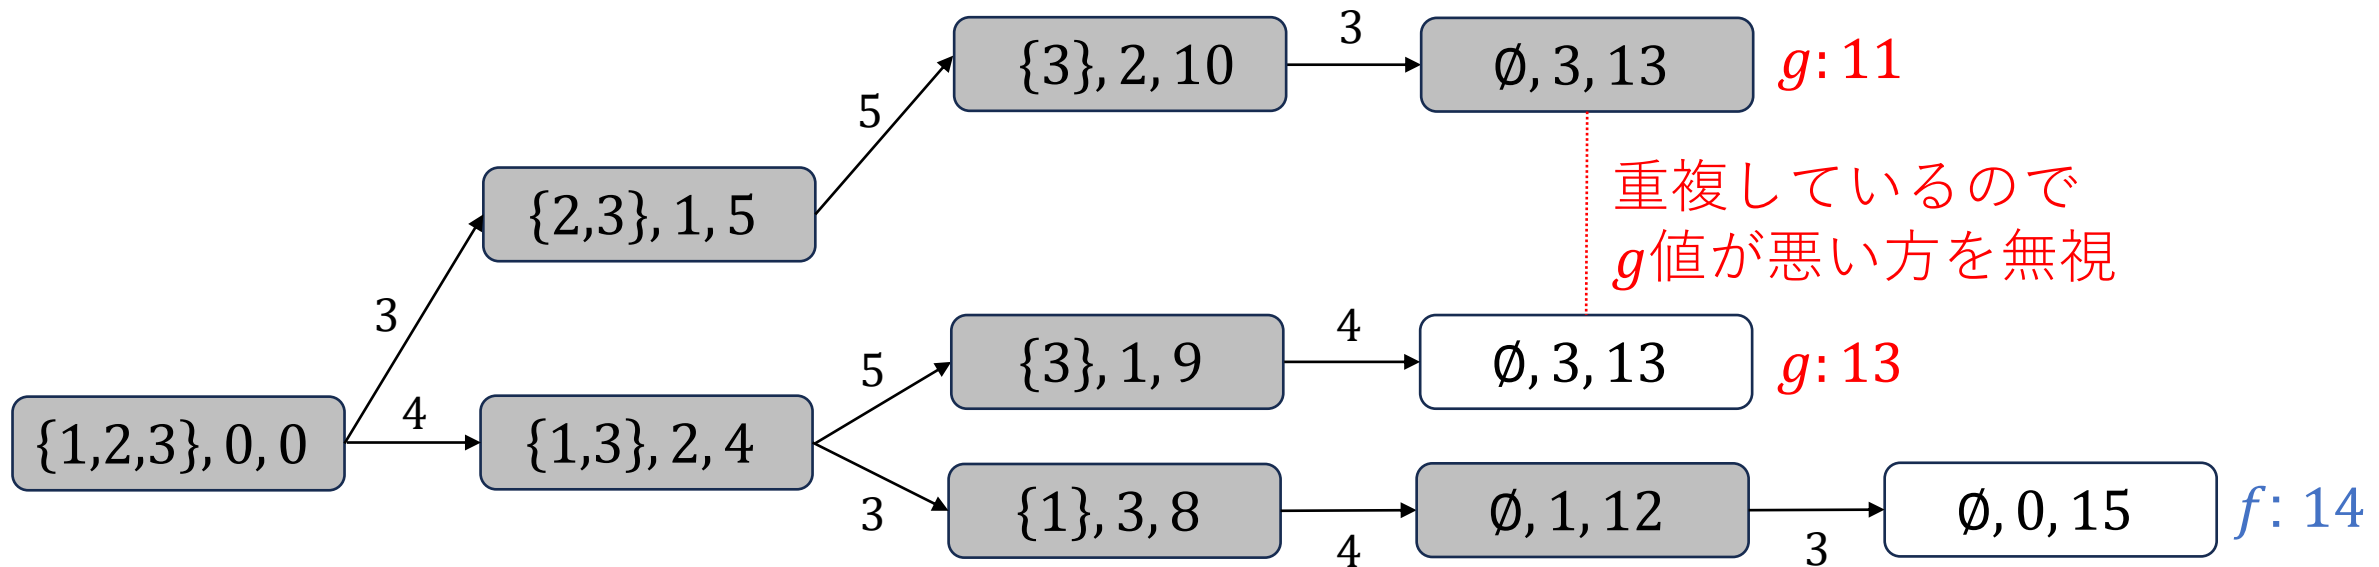 {3}, 2, 10
3
∅, 3, 13
g: 11
5
{2,3}, 1, 5
重複しているので
g値が悪い方を無視
3
{3}, 1, 9
4
∅, 3, 13
g: 13
5
{1,2,3}, 0, 0
4
{1,3}, 2, 4
3
{1}, 3, 8
4
∅, 1, 12
3
∅, 0, 15
f: 14